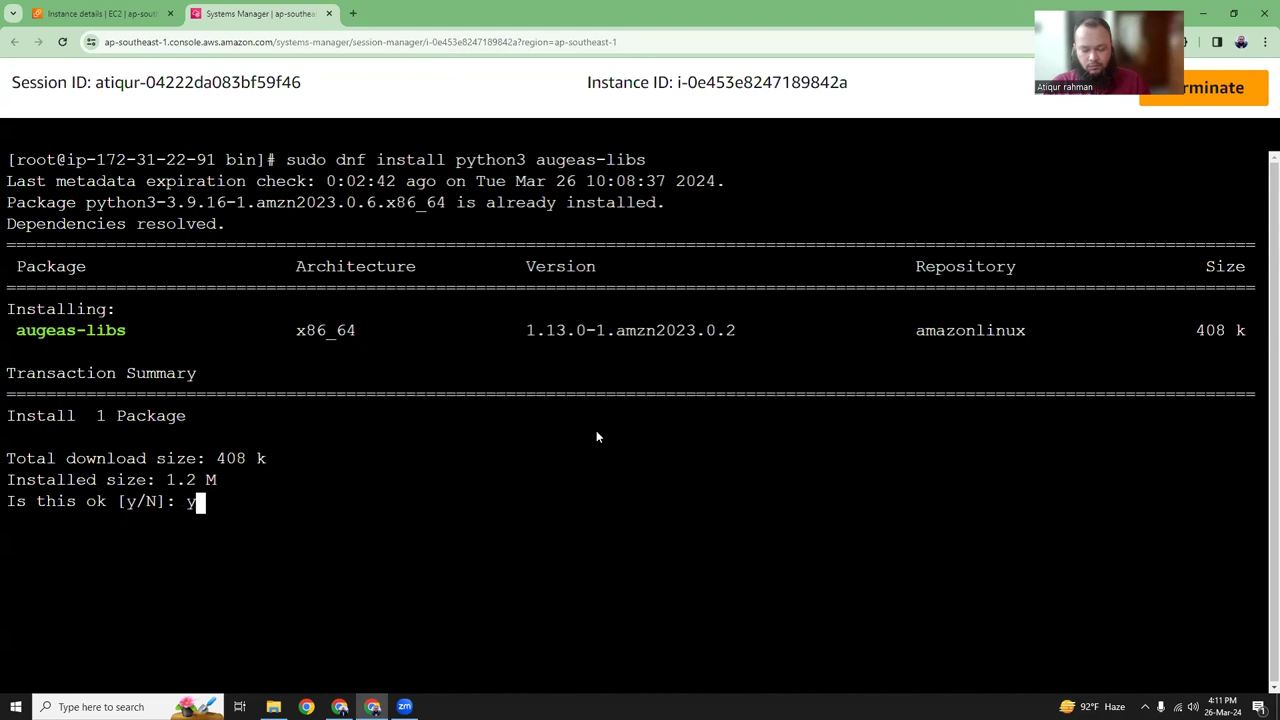 Instance details | EC2 | ap-sout
Systems Manager | ap-southeast
ap-southeast-1.console.aws.amazon.com/systems-manager/session-manager/i-0e453e8247189842a?region=ap-southeast-1
Session ID: atiqur-04222da083bf59f46
Instance ID: i-0e453e8247189842a
rminate
Atiqur rahman
[root@ip-172-31-22-91 bin]# sudo dnf install python3 augeas-libs
Last metadata expiration check: 0:02:42 ago on Tue Mar 26 10:08:37 2024.
Package python3-3.9.16-1.amzn2023.0.6.x86_64 is already installed.
Dependencies resolved.
================================================================================
Package Architecture Version Repository Size
================================================================================
Installing:
augeas-libs x86_64 1.13.0-1.amzn2023.0.2 amazonlinux 408 k
Transaction Summary
================================================================================
Install 1 Package
Total download size: 408 k
Installed size: 1.2 M
Is this ok [y/N]: y
Type here to search
zm
92°F Haze
4:11 PM
26-Mar-24